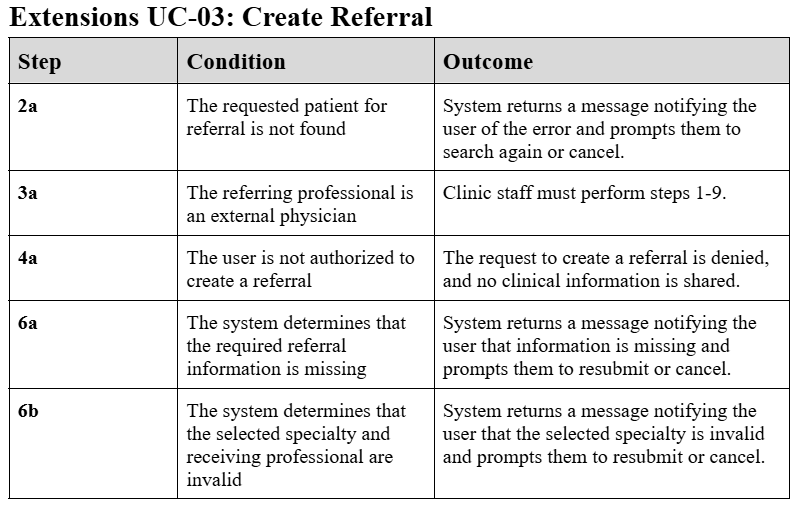 Extensions UC-03: Create Referral
Step Condition Outcome
2a The requested patient for System returns a message notifying the
referral is not found user of the error and prompts them to
search again or cancel.
3a The referring professional is Clinic staff must perform steps 1-9.
an external physician
4a The user is not authorized to The request to create a referral is denied,
create a referral and no clinical information is shared.
6a The system determines that System returns a message notifying the
the required referral user that information is missing and
information is missing prompts them to resubmit or cancel.
6b The system determines that System returns a message notifying the
the selected specialty and user that the selected specialty is invalid
receiving professional are and prompts them to resubmit or cancel.
invalid